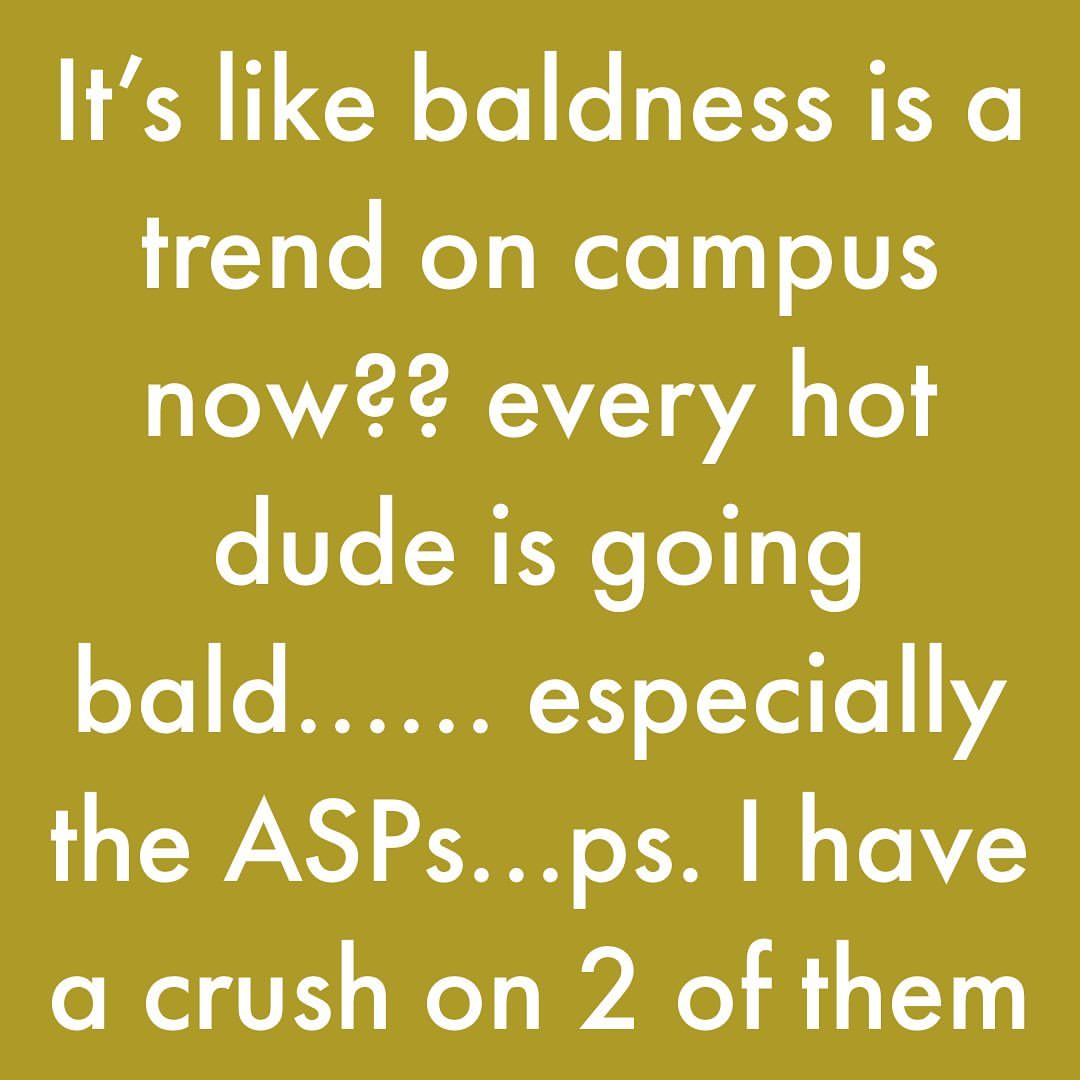 It’s like baldness is a
trend on campus
now?? every hot
dude is going
bald...... especially
the ASPs...ps. I have
a crush on 2 of them